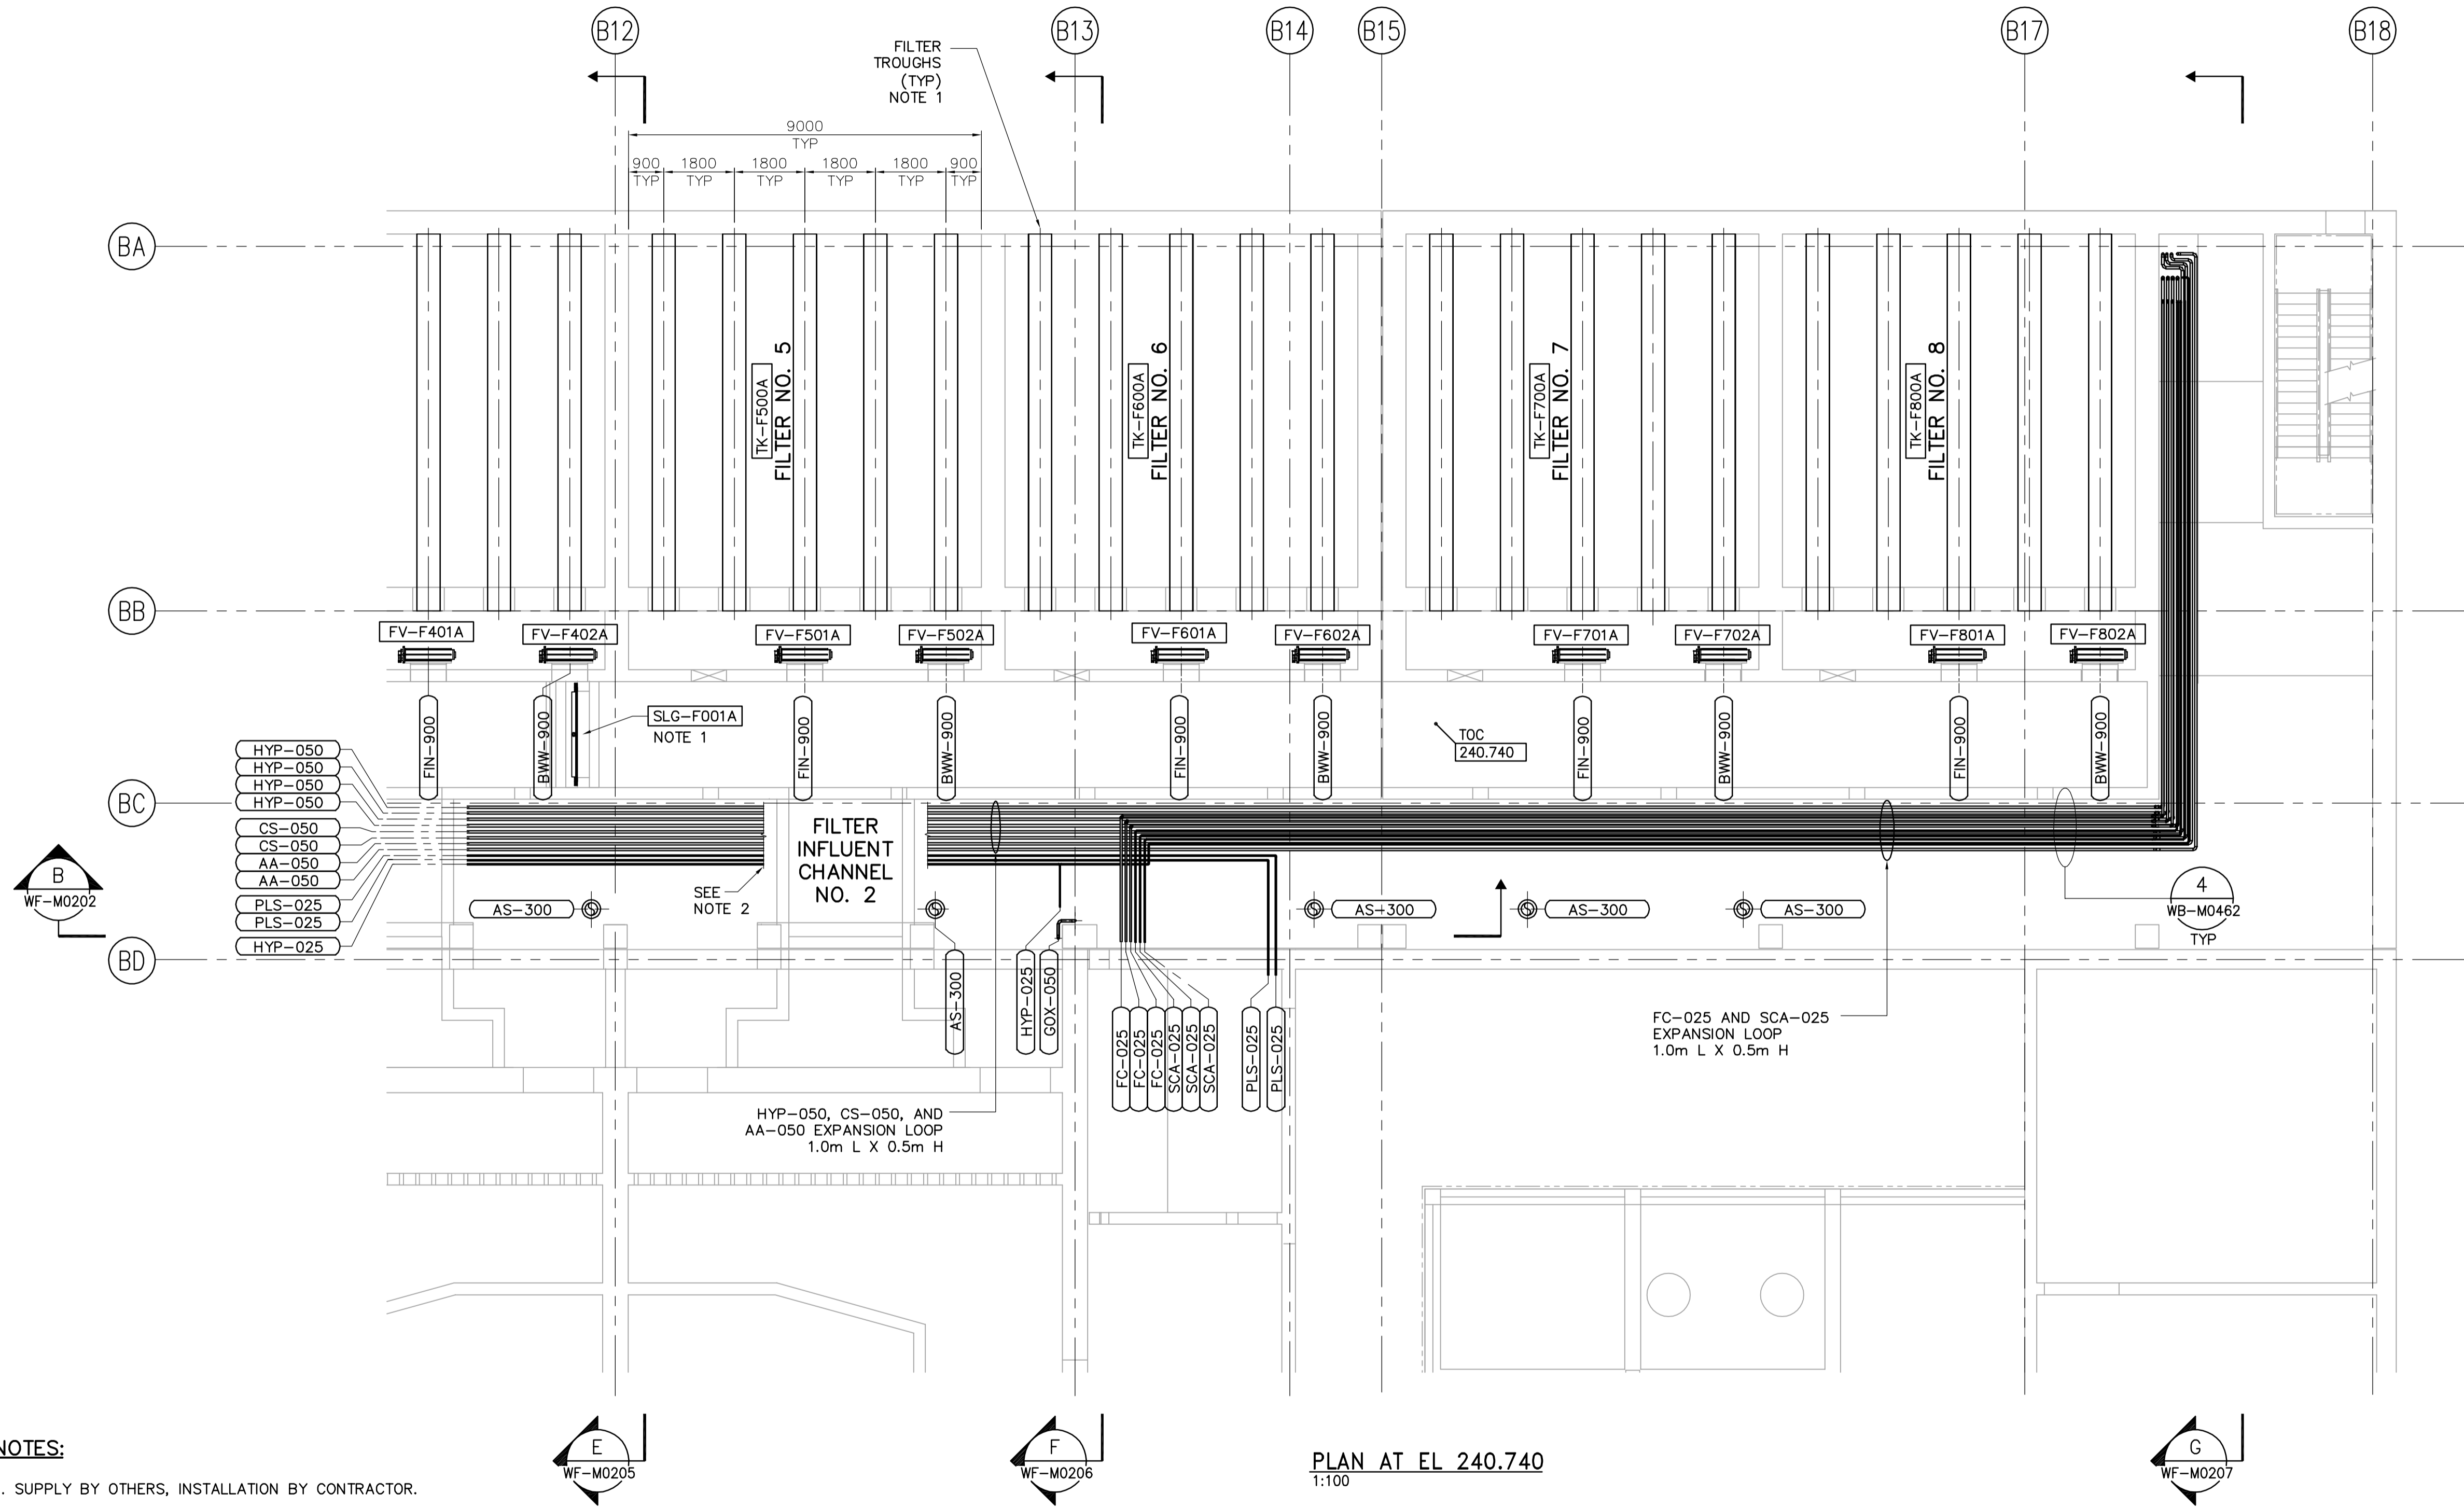 B12
B13
B14
B15
B17
B18
FILTER
TROUGHS
(TYP)
NOTE 1
9000
TYP
900
TYP
1800
TYP
1800
TYP
1800
TYP
1800
TYP
900
TYP
BA
TK-F500A
FILTER NO. 5
TK-F600A
FILTER NO. 6
TK-F700A
FILTER NO. 7
TK-F800A
FILTER NO. 8
BB
FV-F401A
FV-F402A
FV-F501A
FV-F502A
FV-F601A
FV-F602A
FV-F701A
FV-F702A
FV-F801A
FV-F802A
FIN-900
BWW-900
SLG-F001A
NOTE 1
FIN-900
BWW-900
FIN-900
BWW-900
TOC
240.740
FIN-900
BWW-900
FIN-900
BWW-900
HYP-050
HYP-050
HYP-050
HYP-050
BC
CS-050
CS-050
AA-050
AA-050
PLS-025
PLS-025
HYP-025
B
WF-M0202
FILTER
INFLUENT
CHANNEL
NO. 2
SEE
NOTE 2
AS-300
AS-300
AS-300
AS-300
4
WB-M0462
TYP
BD
AS-300
HYP-025
GOX-050
FC-025
FC-025
FC-025
SCA-025
SCA-025
SCA-025
PLS-025
PLS-025
FC-025 AND SCA-025
EXPANSION LOOP
1.0m L X 0.5m H
HYP-050, CS-050, AND
AA-050 EXPANSION LOOP
1.0m L X 0.5m H
E
WF-M0205
F
WF-M0206
G
WF-M0207
PLAN AT EL 240.740
1:100
NOTES:
. SUPPLY BY OTHERS, INSTALLATION BY CONTRACTOR.